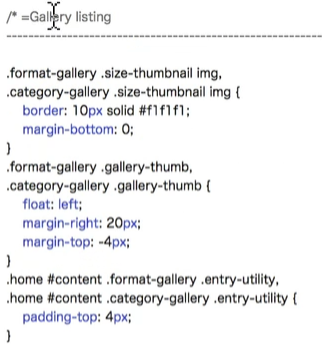 /* =Gallery listing
--------------------------------------------------------------
.format-gallery .size-thumbnail img,
.category-gallery .size-thumbnail img {
border: 10px solid #f1f1f1;
margin-bottom: 0;
}
.format-gallery .gallery-thumb,
.category-gallery .gallery-thumb {
float: left;
margin-right: 20px;
margin-top: -4px;
}
.home #content .format-gallery .entry-utility,
.home #content .category-gallery .entry-utility {
padding-top: 4px;
}